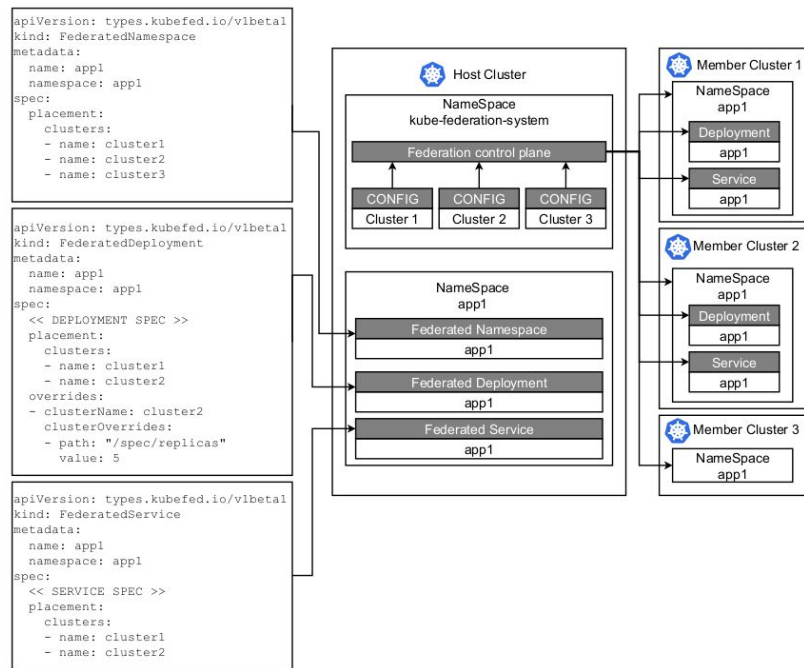 apiVersion: types.kubefed.io/v1beta1
kind: FederatedNamespace
metadata:
  name: app1
  namespace: app1
spec:
  placement:
    clusters:
    - name: cluster1
    - name: cluster2
    - name: cluster3
apiVersion: types.kubefed.io/v1beta1
kind: FederatedDeployment
metadata:
  name: app1
  namespace: app1
spec:
  << DEPLOYMENT SPEC >>
  placement:
    clusters:
    - name: cluster1
    - name: cluster2
  overrides:
  - clusterName: cluster2
    clusterOverrides:
    - path: "/spec/replicas"
      value: 5
apiVersion: types.kubefed.io/v1beta1
kind: FederatedService
metadata:
  name: app1
  namespace: app1
spec:
  << SERVICE SPEC >>
  placement:
    clusters:
    - name: cluster1
    - name: cluster2
Host Cluster
NameSpace
kube-federation-system
Federation control plane
CONFIG
Cluster 1
CONFIG
Cluster 2
CONFIG
Cluster 3
NameSpace
app1
Federated Namespace
app1
Federated Deployment
app1
Federated Service
app1
Member Cluster 1
NameSpace
app1
Deployment
app1
Service
app1
Member Cluster 2
NameSpace
app1
Deployment
app1
Service
app1
Member Cluster 3
NameSpace
app1